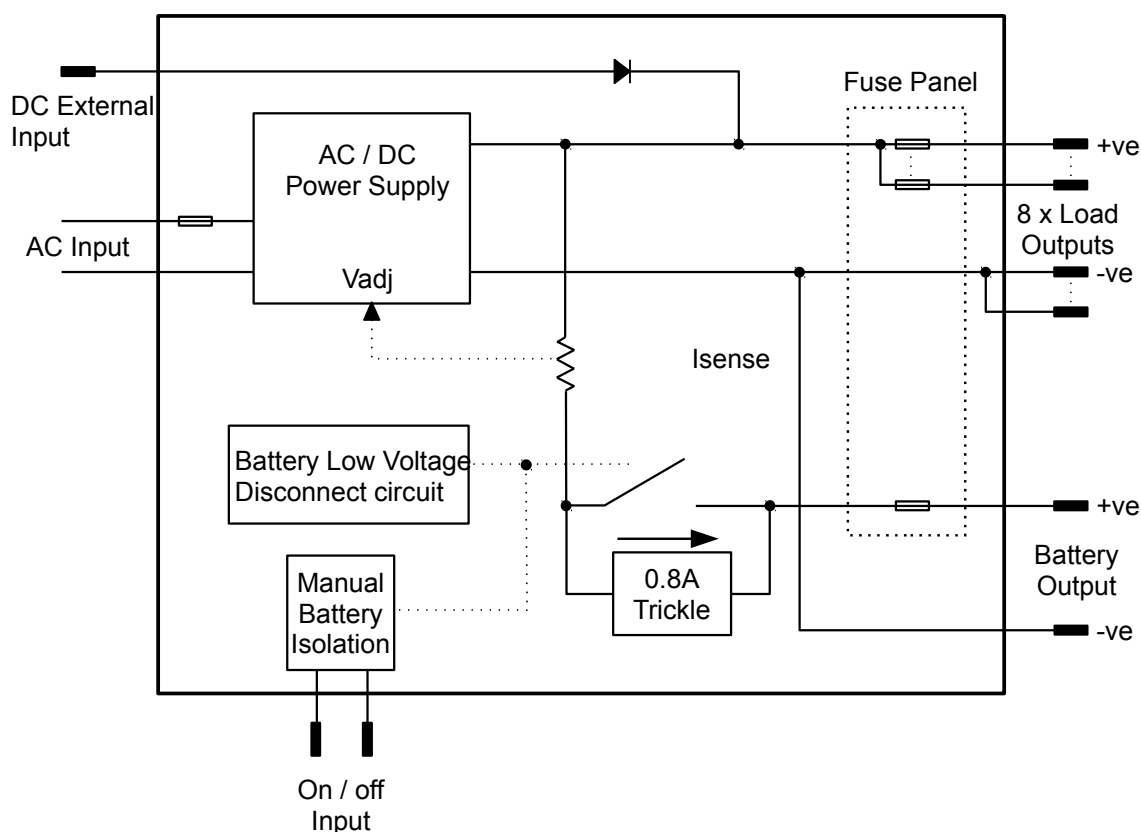 DC External
Input
AC Input
AC / DC
Power Supply
Vadj
Fuse Panel
+ve
8 x Load
Outputs
-ve
Isense
Battery Low Voltage
Disconnect circuit
Manual
Battery
Isolation
0.8A
Trickle
+ve
Battery
Output
-ve
On / off
Input